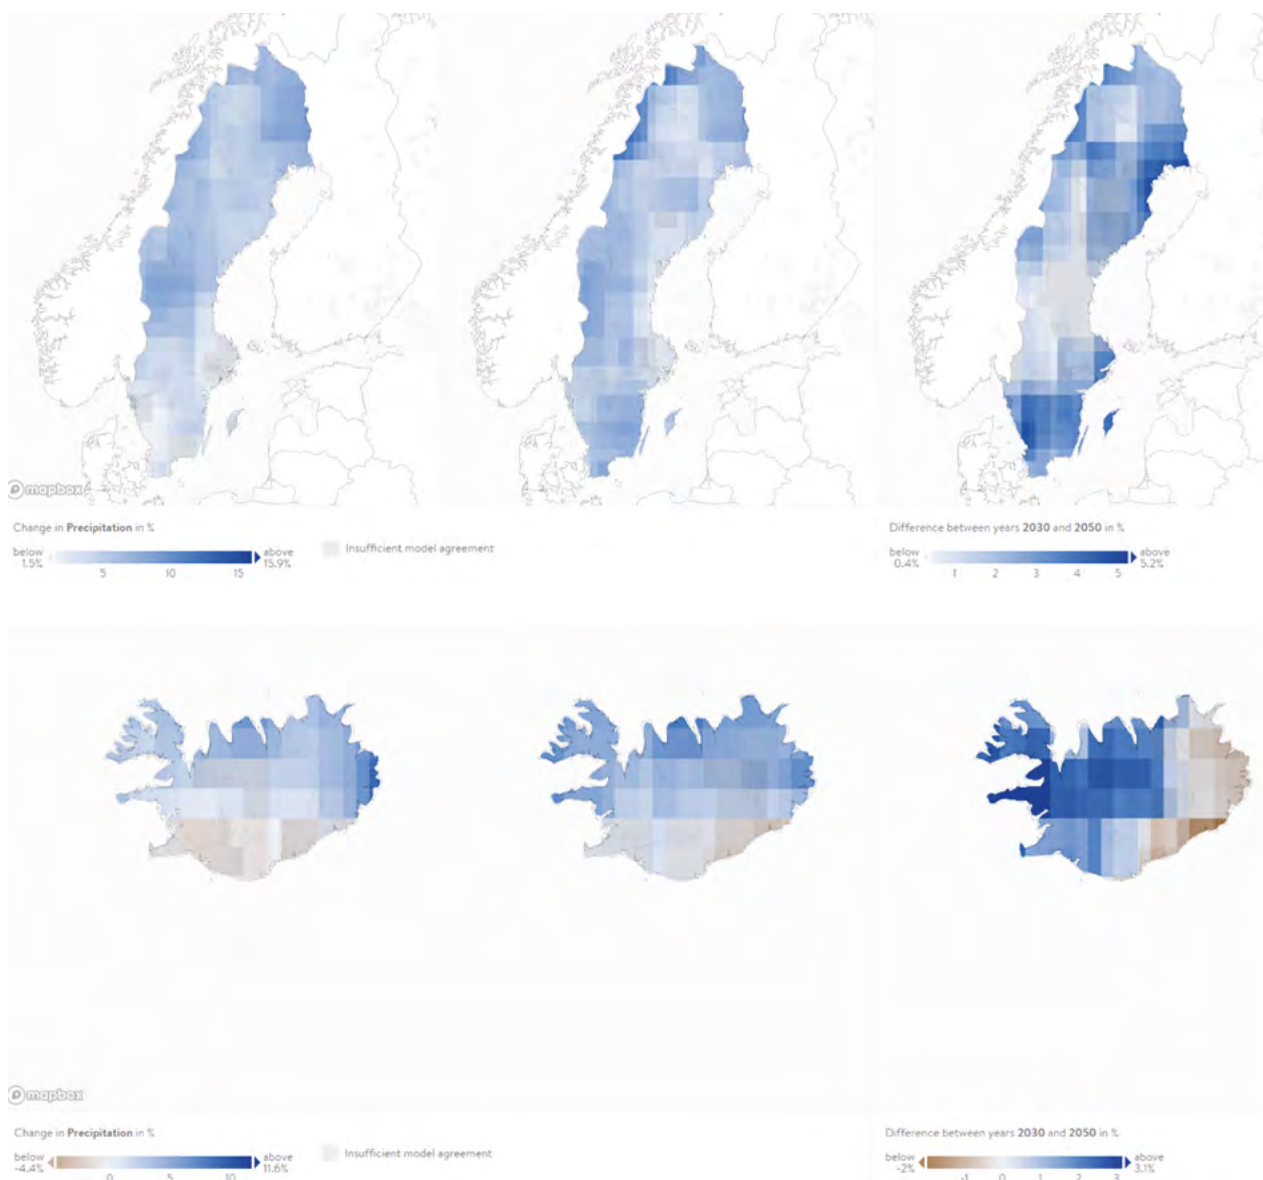 mapbox
Change in Precipitation in %
below
1.5%
above
15.9%
5 10 15
Insufficient model agreement
Difference between years 2030 and 2050 in %
below
0.4%
above
5.2%
1 2 3 4 5
mapbox
Change in Precipitation in %
below
-4.4%
above
11.6%
0 5 10
Insufficient model agreement
Difference between years 2030 and 2050 in %
below
-2%
above
3.1%
-1 0 1 2 3